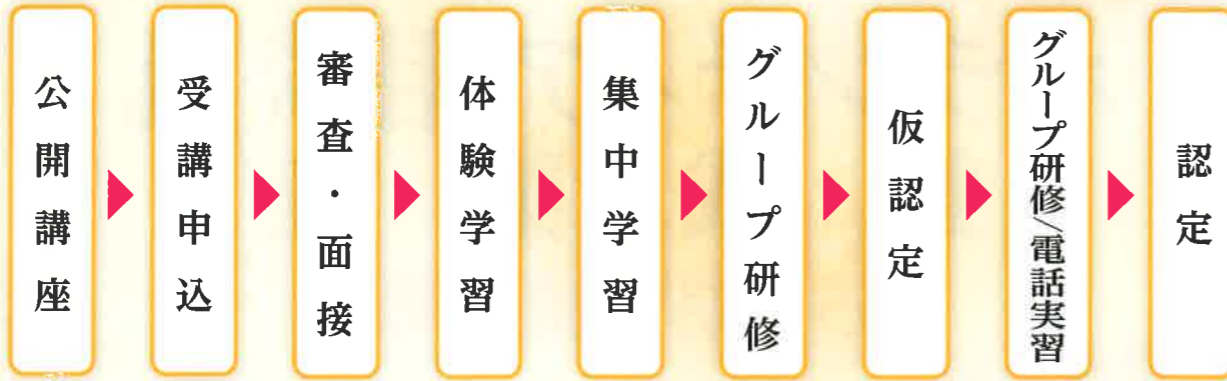 公開講座
受講申込
審査・面接
体験学習
集中学習
グループ研修
仮認定
グループ研修/電話実習
認定